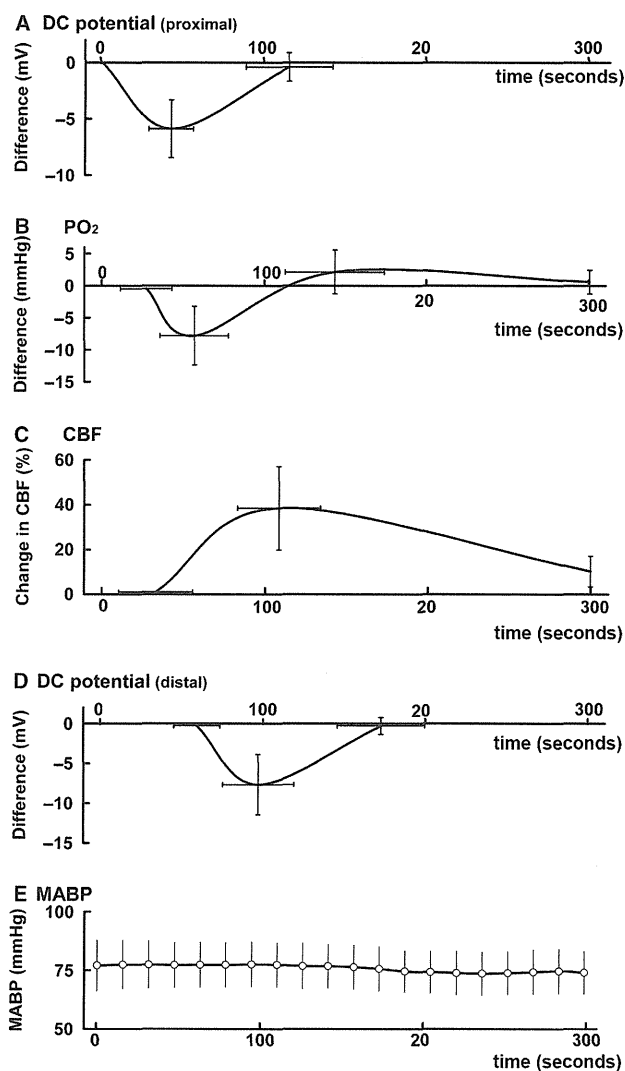 A DC potential (proximal)
0 100 20 300
time (seconds)
Difference (mV)
0
–5
–10
B PO2
Difference (mmHg)
5
0
–5
–10
–15
0 100 20 300
time (seconds)
C CBF
Change in CBF (%)
60
40
20
0
0 100 20 300
time (seconds)
D DC potential (distal)
0 100 20 300
time (seconds)
Difference (mV)
0
–5
–10
–15
E MABP
MABP (mmHg)
100
75
50
0 100 20 300
time (seconds)